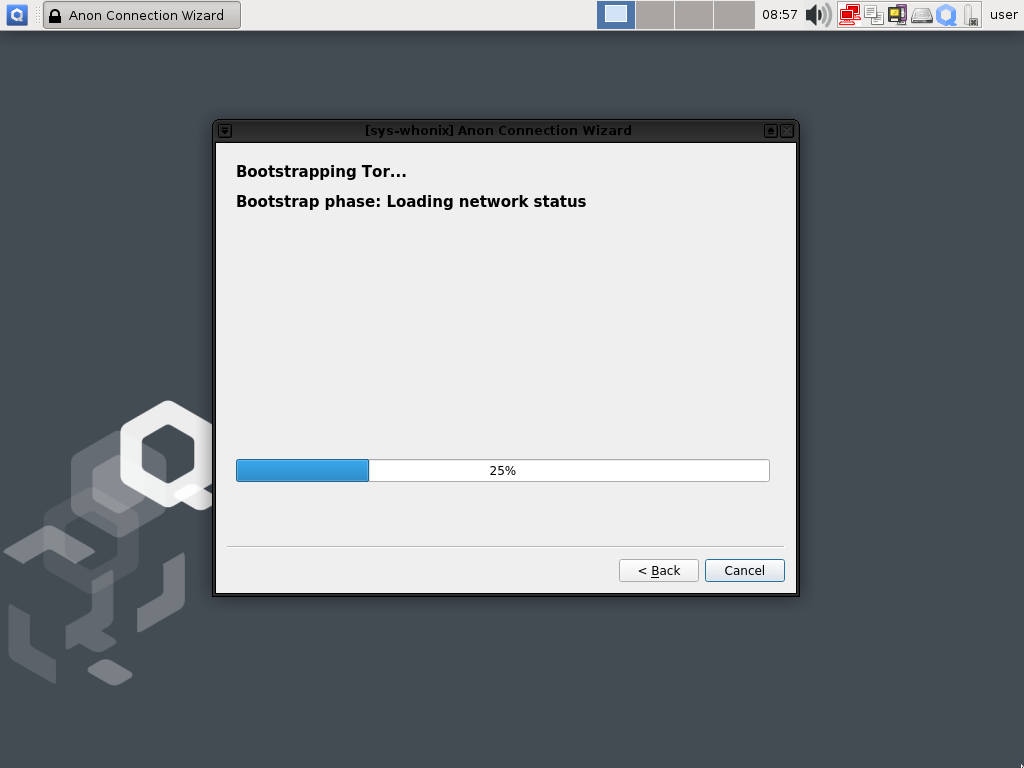 Anon Connection Wizard
08:57
user
[sys-whonix] Anon Connection Wizard
Bootstrapping Tor...
Bootstrap phase: Loading network status
25%
< Back
Cancel